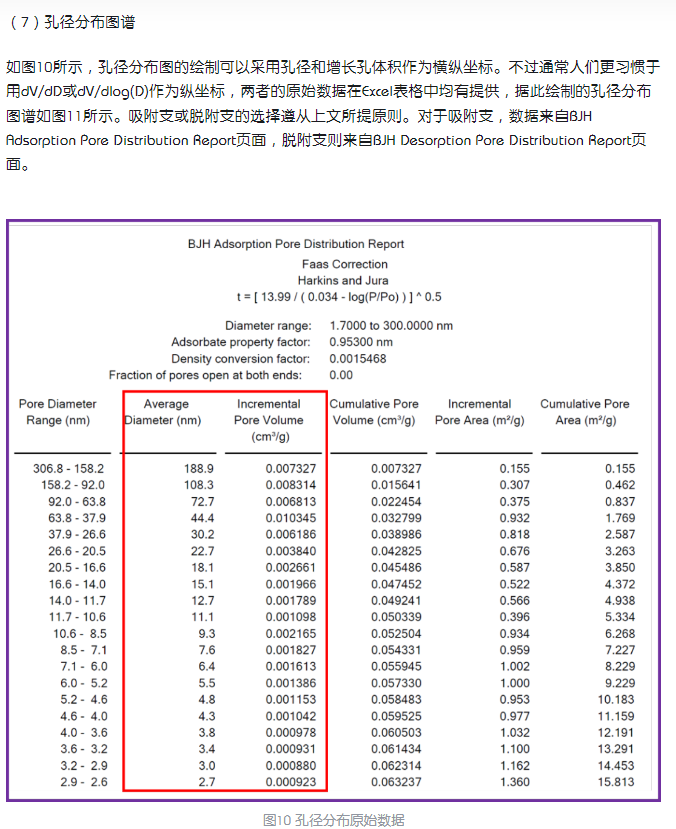 （7）孔径分布图谱
如图10所示，孔径分布图的绘制可以采用孔径和增长孔体积作为横纵坐标。不过通常人们更习惯于
用dV/dD或dV/dlog(D)作为纵坐标，两者的原始数据在Excel表格中均有提供，据此绘制的孔径分布
图谱如图11所示。吸附支或脱附支的选择遵从上文所提原则。对于吸附支，数据来自BJH
Adsorption Pore Distribution Report页面，脱附支则来自BJH Desorption Pore Distribution Report页
面。
BJH Adsorption Pore Distribution Report
Faas Correction
Harkins and Jura
t = [ 13.99 / ( 0.034 - log(P/Po) ) ] ^ 0.5
Diameter range: 1.7000 to 300.0000 nm
Adsorbate property factor: 0.95300 nm
Density conversion factor: 0.0015468
Fraction of pores open at both ends: 0.00
Pore Diameter Average Incremental Cumulative Pore Incremental Cumulative Pore
Range (nm) Diameter (nm) Pore Volume Volume (cm³/g) Pore Area (m²/g) Area (m²/g)
(cm³/g)
306.8 - 158.2 188.9 0.007327 0.007327 0.155 0.155
158.2 - 92.0 108.3 0.008314 0.015641 0.307 0.462
92.0 - 63.8 72.7 0.006813 0.022454 0.375 0.837
63.8 - 37.9 44.4 0.010345 0.032799 0.932 1.769
37.9 - 26.6 30.2 0.006186 0.038986 0.818 2.587
26.6 - 20.5 22.7 0.003840 0.042825 0.676 3.263
20.5 - 16.6 18.1 0.002661 0.045486 0.587 3.850
16.6 - 14.0 15.1 0.001966 0.047452 0.522 4.372
14.0 - 11.7 12.7 0.001789 0.049241 0.566 4.938
11.7 - 10.6 11.1 0.001098 0.050339 0.396 5.334
10.6 - 8.5 9.3 0.002165 0.052504 0.934 6.268
8.5 - 7.1 7.6 0.001827 0.054331 0.959 7.227
7.1 - 6.0 6.4 0.001613 0.055945 1.002 8.229
6.0 - 5.2 5.5 0.001386 0.057330 1.000 9.229
5.2 - 4.6 4.8 0.001153 0.058483 0.953 10.183
4.6 - 4.0 4.3 0.001042 0.059525 0.977 11.159
4.0 - 3.6 3.8 0.000978 0.060503 1.032 12.191
3.6 - 3.2 3.4 0.000931 0.061434 1.100 13.291
3.2 - 2.9 3.0 0.000880 0.062314 1.162 14.453
2.9 - 2.6 2.7 0.000923 0.063237 1.360 15.813
图10 孔径分布原始数据